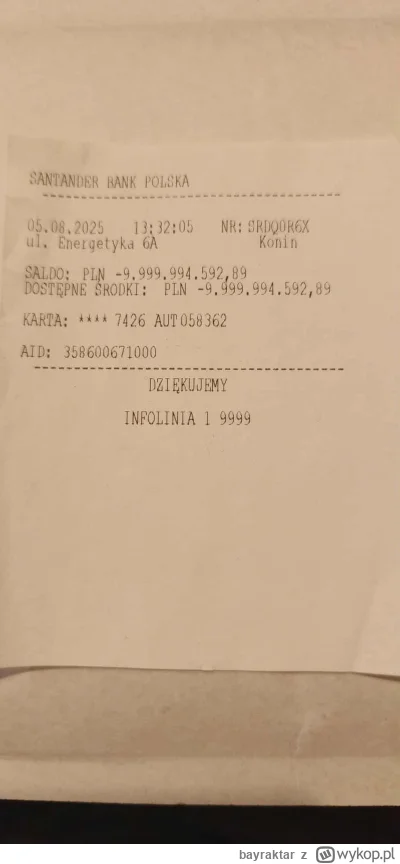 SANTANDER BANK POLSKA
----------------------------------------
05.08.2025 13:32:05 NR: SRDQ0R6X
ul. Energetyka 6A Konin
SALDO: PLN -9.999.994.592,89
DOSTĘPNE ŚRODKI: PLN -9.999.994.592,89
KARTA: **** 7426 AUT 058362
AID: 358600671000
----------------------------------------
DZIĘKUJEMY
INFOLINIA 1 9999
bayraktar z wykop.pl